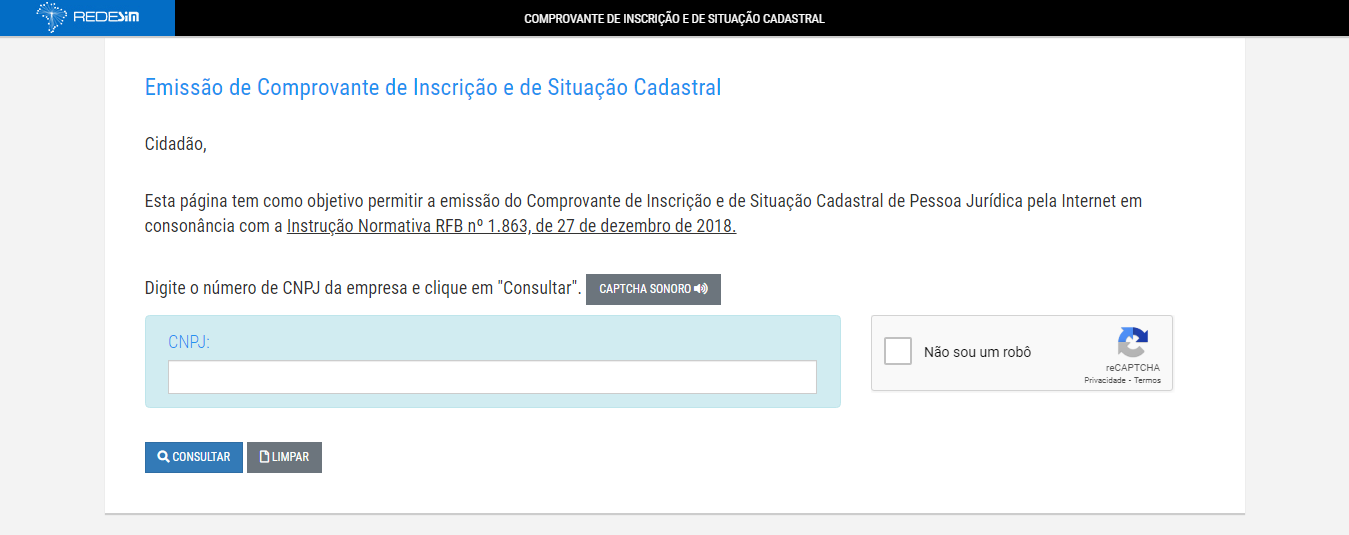 REDESIM
COMPROVANTE DE INSCRIÇÃO E DE SITUAÇÃO CADASTRAL
Emissão de Comprovante de Inscrição e de Situação Cadastral
Cidadão,
Esta página tem como objetivo permitir a emissão do Comprovante de Inscrição e de Situação Cadastral de Pessoa Jurídica pela Internet em
consonância com a Instrução Normativa RFB nº 1.863, de 27 de dezembro de 2018.
Digite o número de CNPJ da empresa e clique em "Consultar". CAPTCHA SONORO
CNPJ:
Não sou um robô
reCAPTCHA
Privacidade - Termos
CONSULTAR
LIMPAR